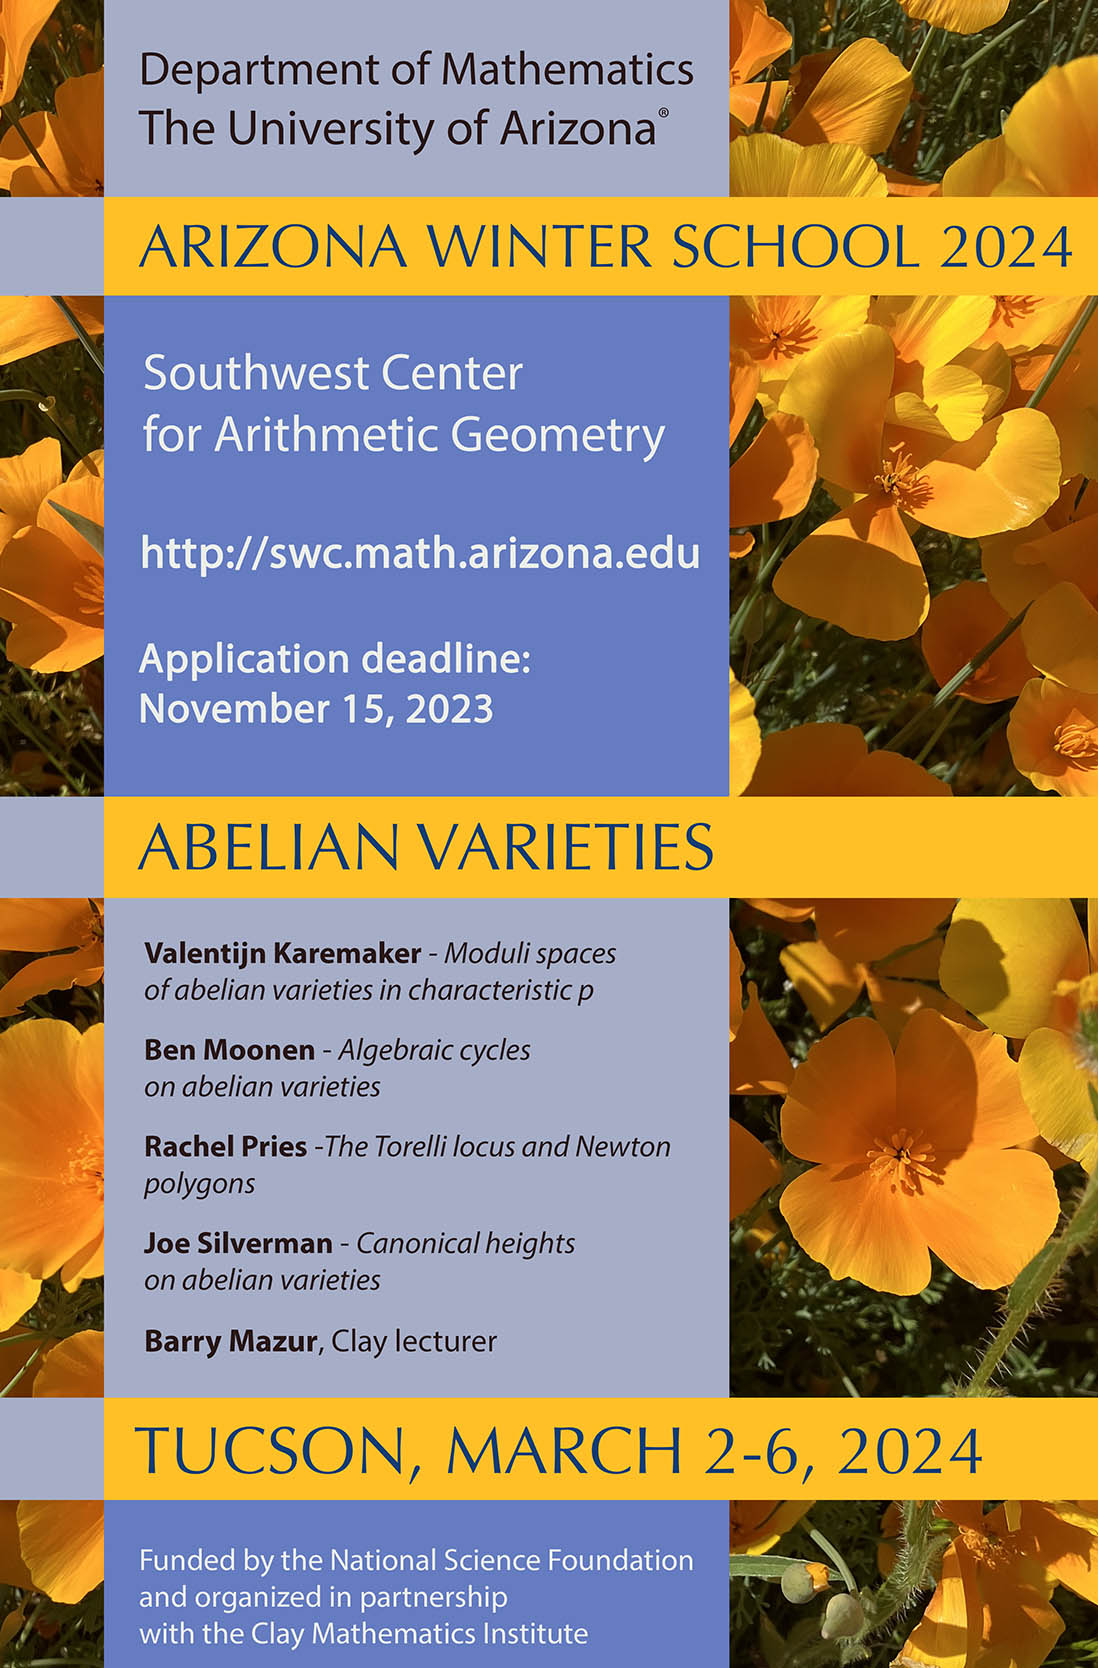 Department of Mathematics
The University of Arizona®
ARIZONA WINTER SCHOOL 2024
Southwest Center
for Arithmetic Geometry
http://swc.math.arizona.edu
Application deadline:
November 15, 2023
ABELIAN VARIETIES
Valentijn Karemaker - Moduli spaces
of abelian varieties in characteristic p
Ben Moonen - Algebraic cycles
on abelian varieties
Rachel Pries -The Torelli locus and Newton
polygons
Joe Silverman - Canonical heights
on abelian varieties
Barry Mazur, Clay lecturer
TUCSON, MARCH 2-6, 2024
Funded by the National Science Foundation
and organized in partnership
with the Clay Mathematics Institute